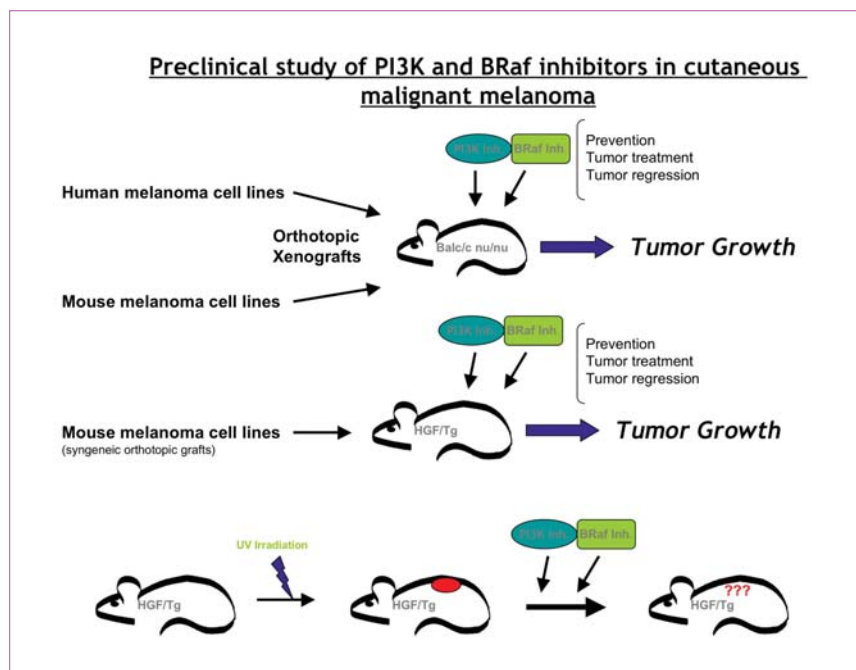 Preclinical study of PI3K and BRaf inhibitors in cutaneous
malignant melanoma
PI3K Inh. BRaf Inh.
Prevention
Tumor treatment
Tumor regression
Human melanoma cell lines
Orthotopic
Xenografts
Balc/c nu/nu
Tumor Growth
Mouse melanoma cell lines
PI3K Inh. BRaf Inh.
Prevention
Tumor treatment
Tumor regression
Mouse melanoma cell lines
(syngeneic orthotopic grafts)
HGF/Tg
Tumor Growth
PI3K Inh. BRaf Inh.
UV Irradiation
HGF/Tg
HGF/Tg
???
HGF/Tg